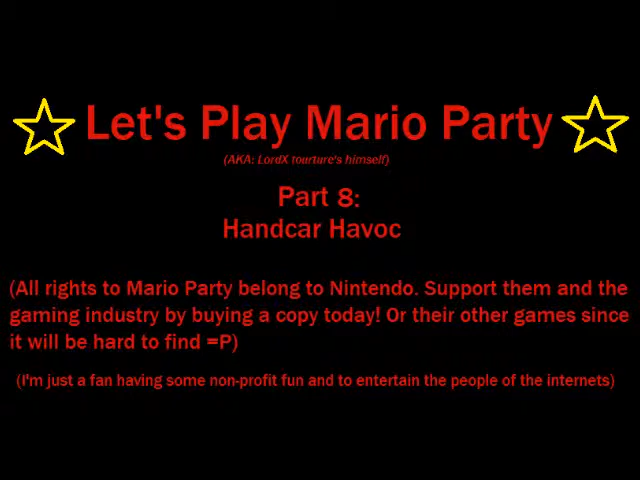 Let's Play Mario Party
(AKA: LordX tourture's himself)
Part 8:
Handcar Havoc
(All rights to Mario Party belong to Nintendo. Support them and the
gaming industry by buying a copy today! Or their other games since
it will be hard to find =P)
(I'm just a fan having some non-profit fun and to entertain the people of the internets)